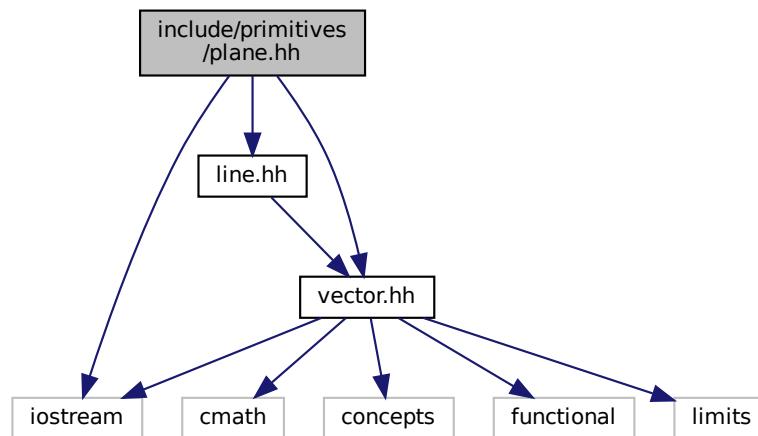 include/primitives
/plane.hh
line.hh
vector.hh
iostream
cmath
concepts
functional
limits